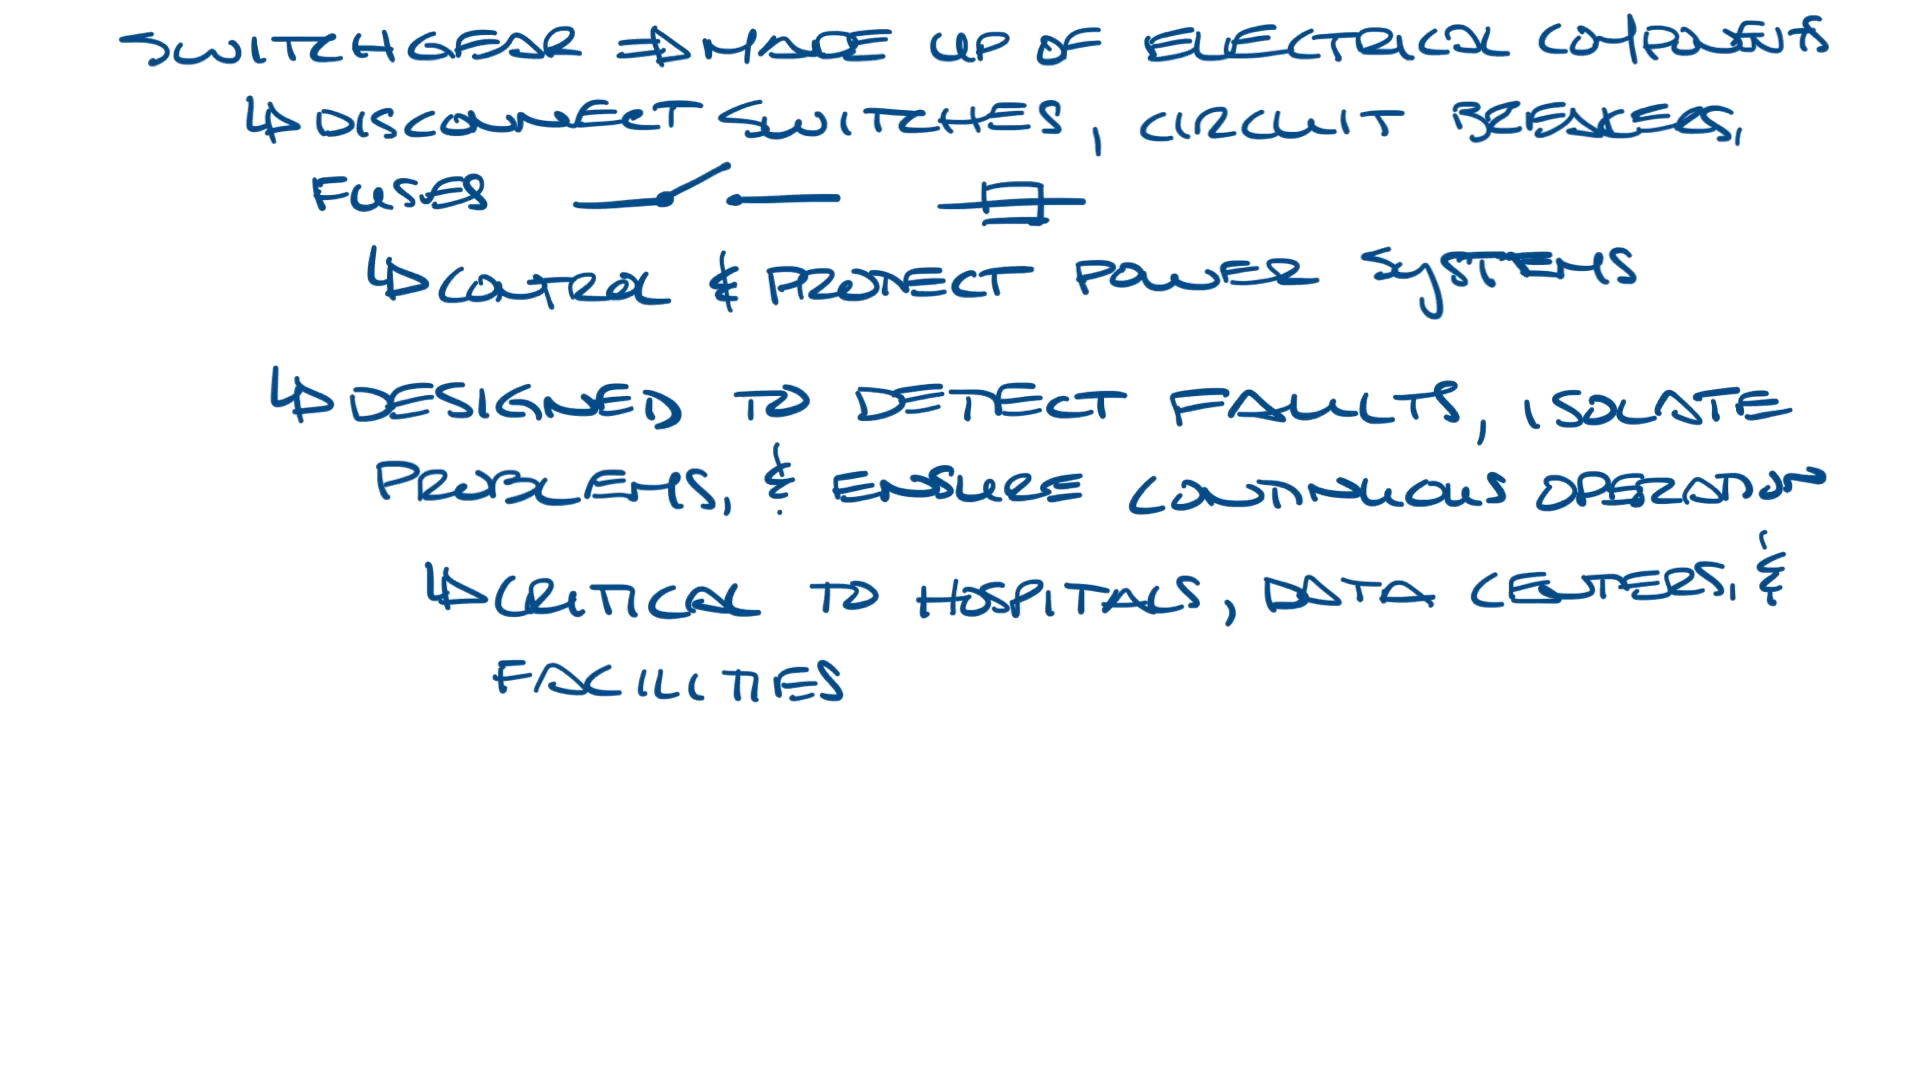 SWITCHGEAR ⇒ MADE UP OF ELECTRICAL COMPONENTS
↳ DISCONNECT SWITCHES, CIRCUIT BREAKERS,
FUSES
↳ CONTROL & PROTECT POWER SYSTEMS
↳ DESIGNED TO DETECT FAULTS, ISOLATE
PROBLEMS, & ENSURE CONTINUOUS OPERATION
↳ CRITICAL TO HOSPITALS, DATA CENTERS, &
FACILITIES